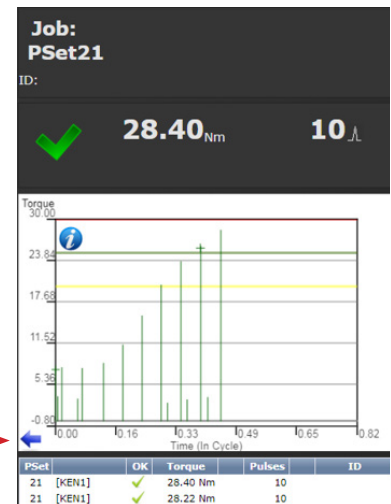 Job:
PSet21
ID:
28.40 Nm 10
Torque
30.00
23.84
17.68
11.52
5.36
-0.80
0.00 0.16 0.33 0.49 0.65 0.82
Time (In Cycle)
PSet OK Torque Pulses ID
21 [KEN1] 28.40 Nm 10
21 [KEN1] 28.22 Nm 10